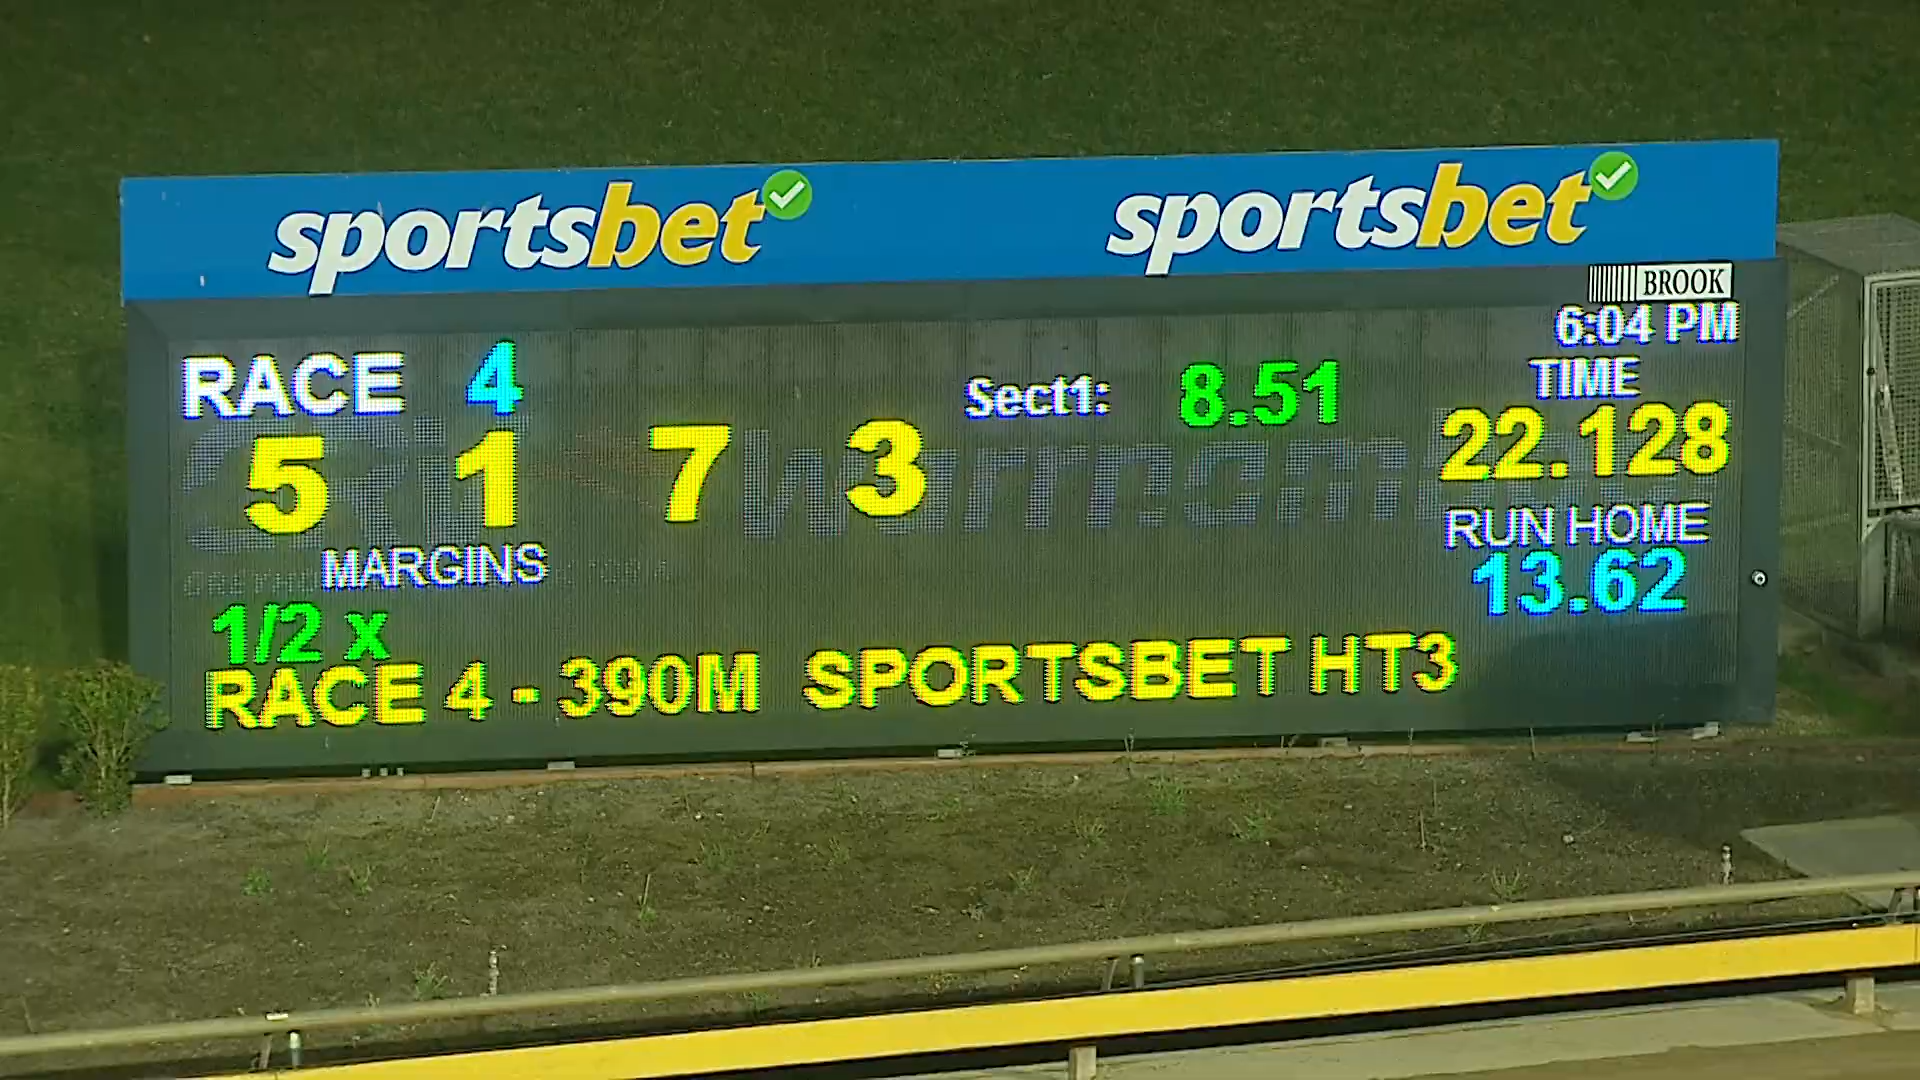 sportsbet sportsbet
BROOK
6:04 PM
RACE 4
Sect1: 8.51
TIME
22.128
5 1 7 3
RUN HOME
13.62
MARGINS
1/2 x
RACE 4 - 390M SPORTSBET HT3